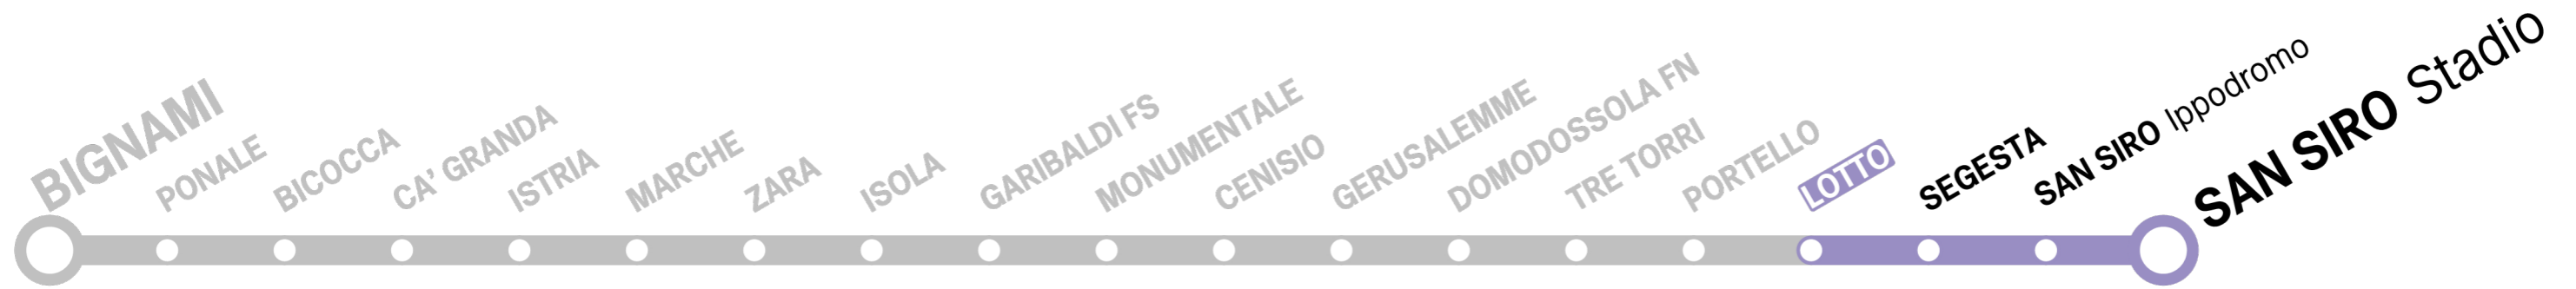 BIGNAMI
PONALE
BICOCCA
CA' GRANDA
ISTRIA
MARCHE
ZARA
ISOLA
GARIBALDI FS
MONUMENTALE
CENISIO
GERUSALEMME
DOMODOSSOLA FN
TRE TORRI
PORTELLO
LOTTO
SEGESTA
SAN SIRO Ippodromo
SAN SIRO Stadio